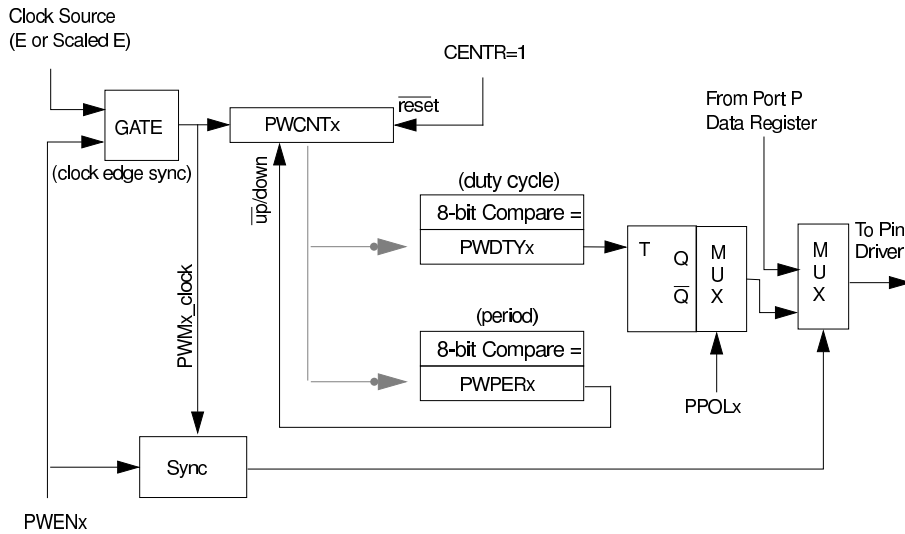 Clock Source
(E or Scaled E)
CENTR=1
GATE
PWCNTx
reset
From Port P
Data Register
(clock edge sync)
up/down
(duty cycle)
8-bit Compare =
PWDTYx
T
Q
Q
MUX
MUX
To Pin
Driver
PWMx_clock
(period)
8-bit Compare =
PWPERx
PPOLx
Sync
PWENx